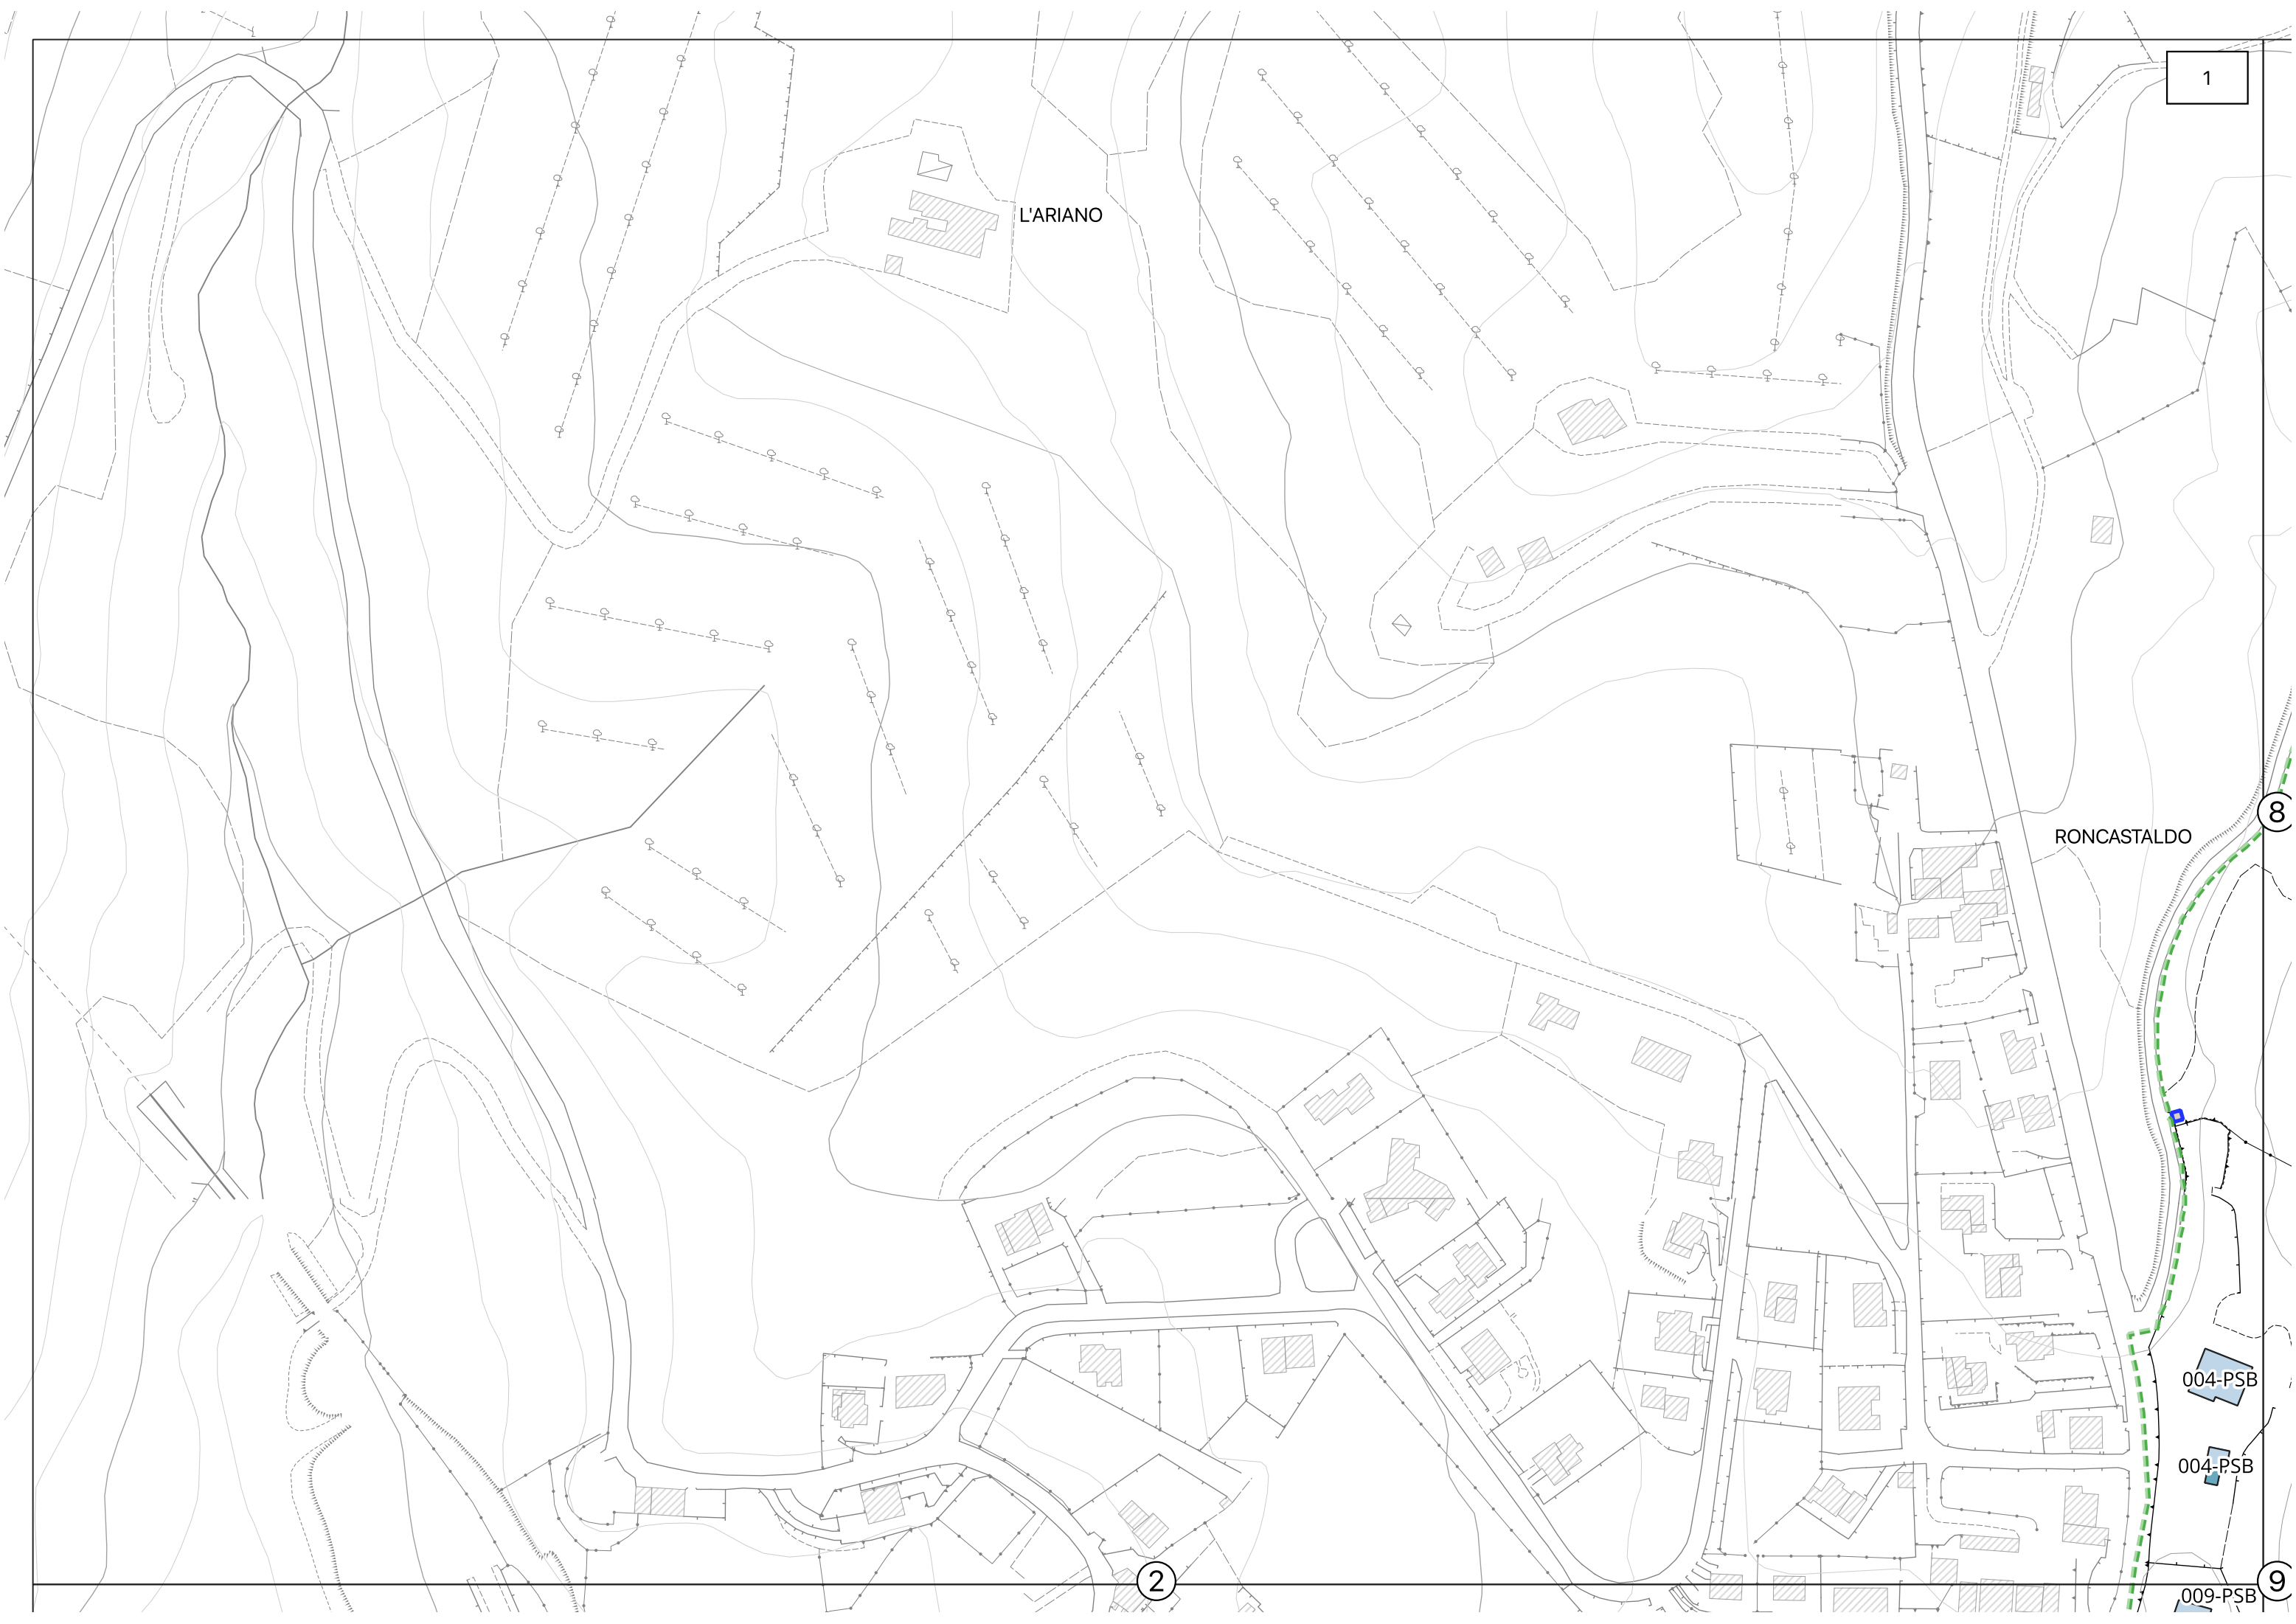 1
L'ARIANO
8
RONCASTALDO
004-PSB
004-PSB
2
9
009-PSB